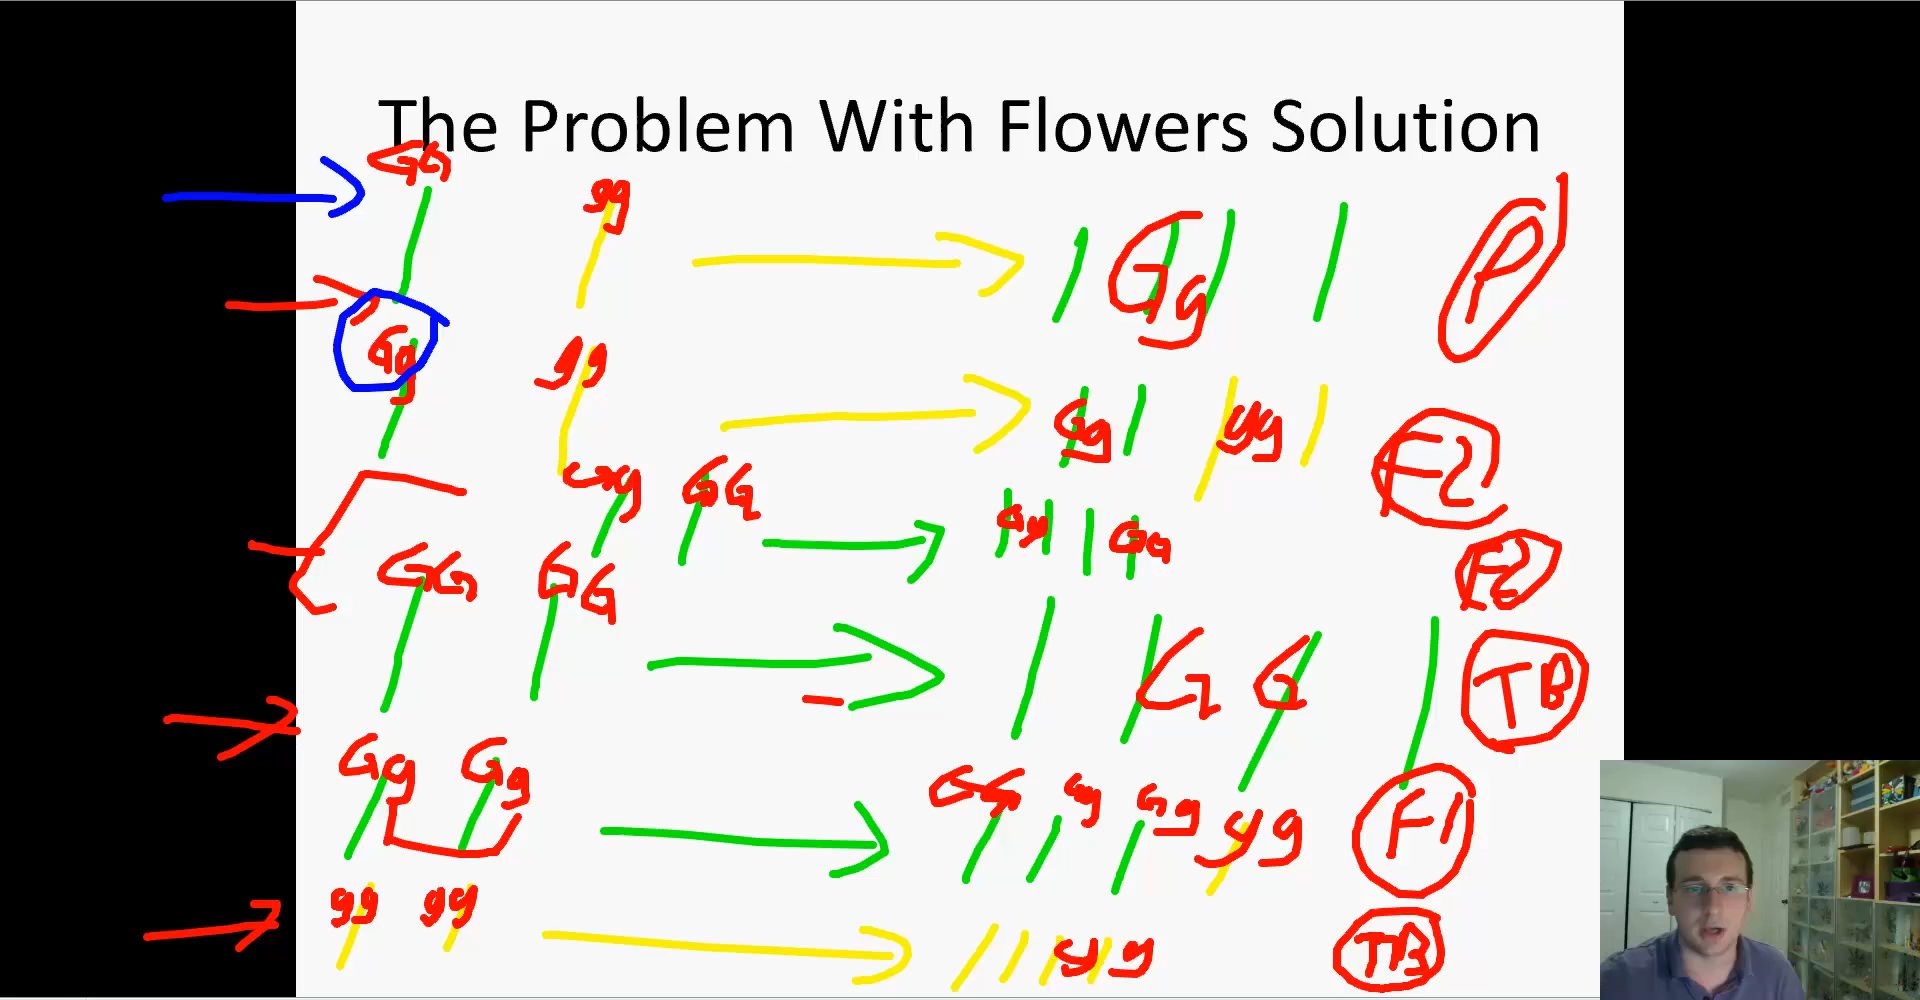 The Problem With Flowers Solution
GG gg Gg P
Gg gg Gg gg F2
Gg GG Gg GG F2
GG GG G G TB
Gg Gg GG Gg Gg gg F1
gg gg gg TB